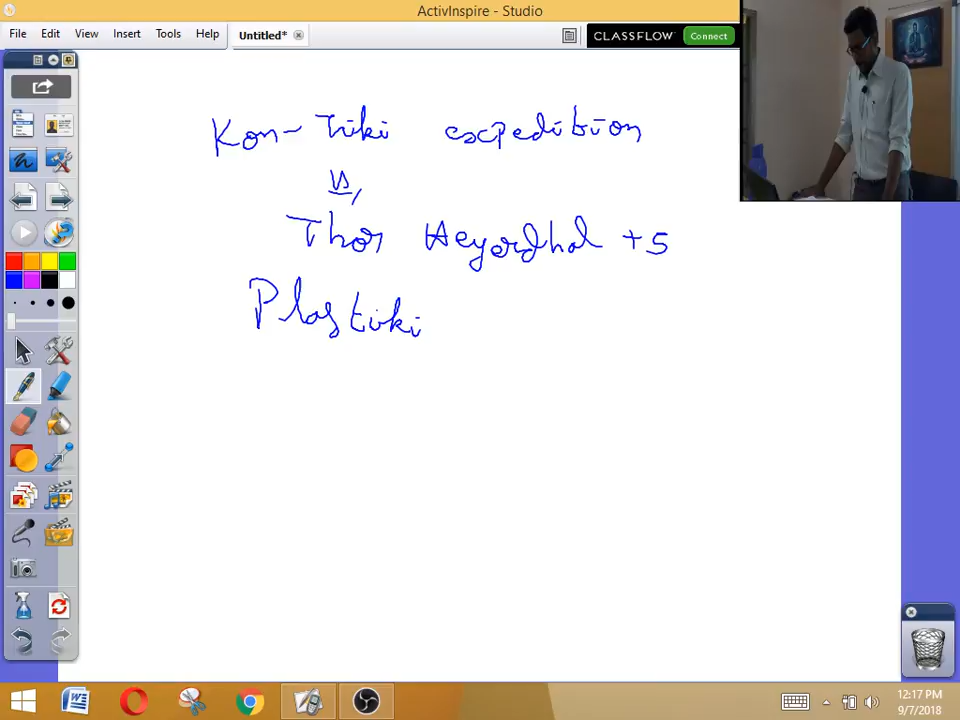 ActivInspire - Studio
File Edit View Insert Tools Help Untitled* CLASSFLOW Connect
Kon-Tiki expedition
Thor Heyerdhal +5
Plastiki
12:17 PM
9/7/2018